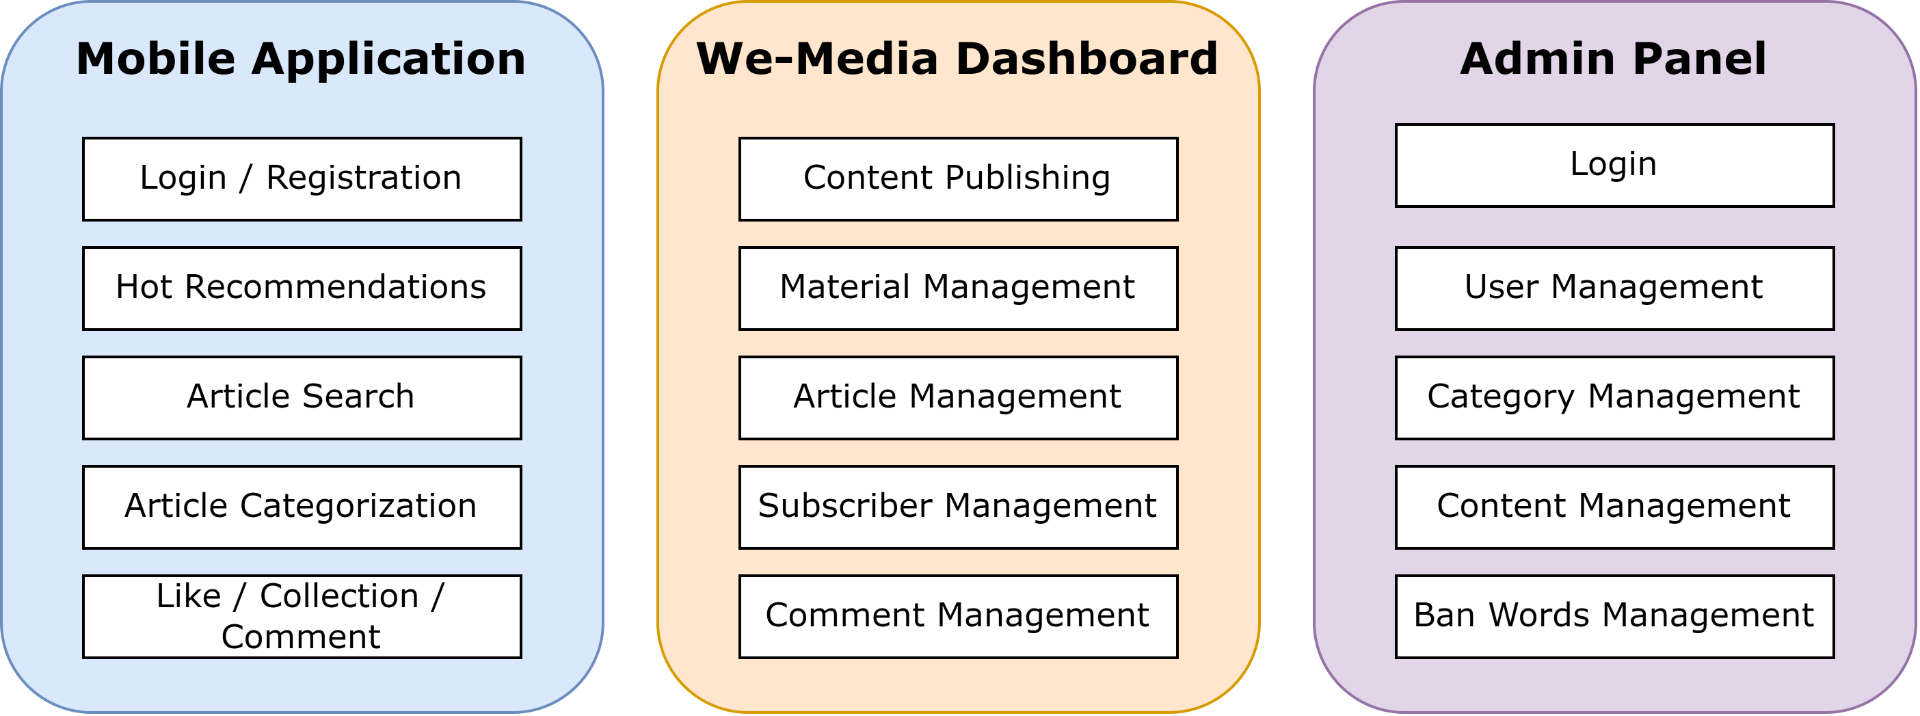 Mobile Application
Login / Registration
Hot Recommendations
Article Search
Article Categorization
Like / Collection /
Comment
We-Media Dashboard
Content Publishing
Material Management
Article Management
Subscriber Management
Comment Management
Admin Panel
Login
User Management
Category Management
Content Management
Ban Words Management